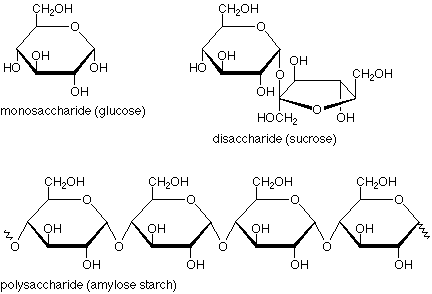 CH₂OH
O
OH
HO
OH
OH
monosaccharide (glucose)
CH₂OH
O
OH
HO
OH
O
OH
CH₂OH
O
HOCH₂
OH
disaccharide (sucrose)
CH₂OH CH₂OH CH₂OH CH₂OH
O O O O
OH OH OH OH
O O O O
OH OH OH OH
polysaccharide (amylose starch)